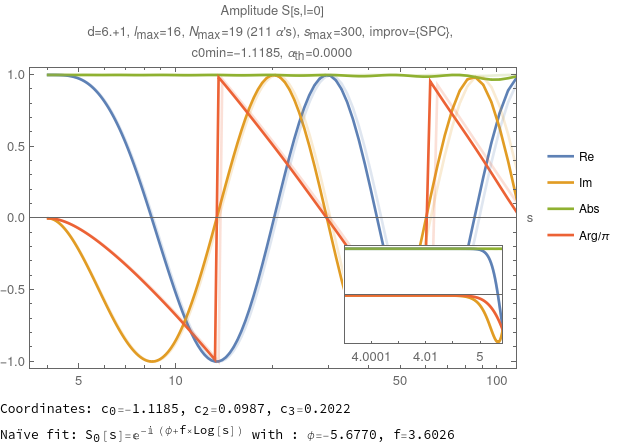 Amplitude S[s,l=0]
d=6.+1, lmax=16, Nmax=19 (211 α's), smax=300, improv={SPC},
c0min=-1.1185, αth=0.0000
1.0
0.5
0.0
-0.5
-1.0
5
10
50
100
s
4.0001
4.01
5
Re
Im
Abs
Arg/π
Coordinates: c0=-1.1185, c2=0.0987, c3=0.2022
Naïve fit: S0[s]=e^-i (ϕ+f×Log[s]) with : ϕ=-5.6770, f=3.6026